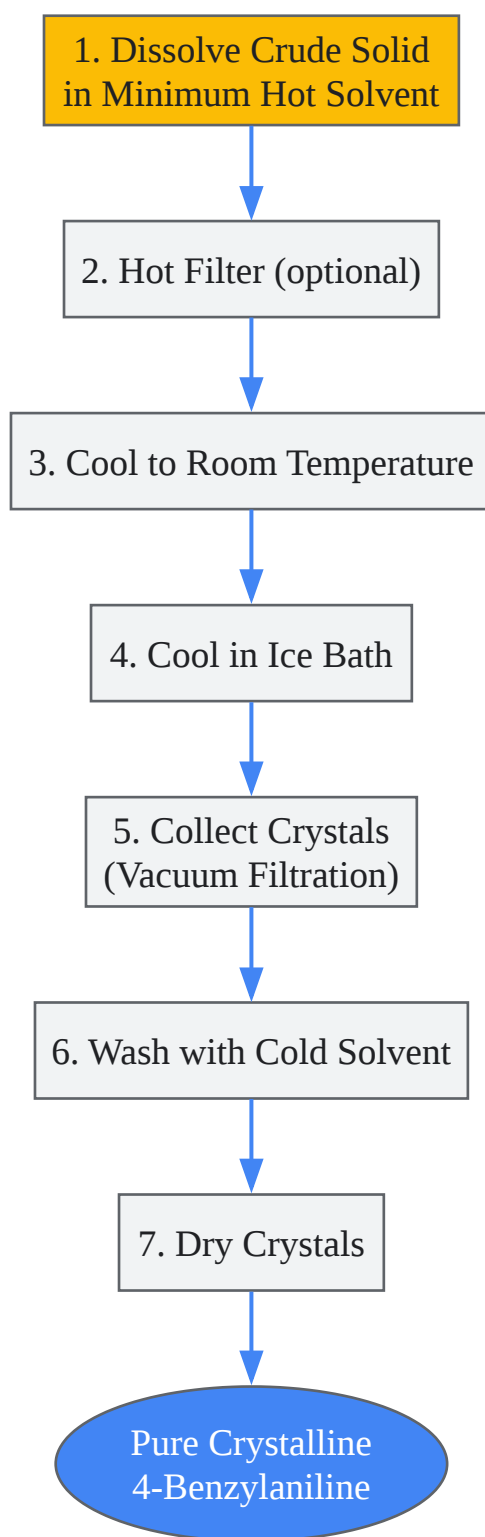 1. Dissolve Crude Solid
in Minimum Hot Solvent
2. Hot Filter (optional)
3. Cool to Room Temperature
4. Cool in Ice Bath
5. Collect Crystals
(Vacuum Filtration)
6. Wash with Cold Solvent
7. Dry Crystals
Pure Crystalline
4-Benzylaniline